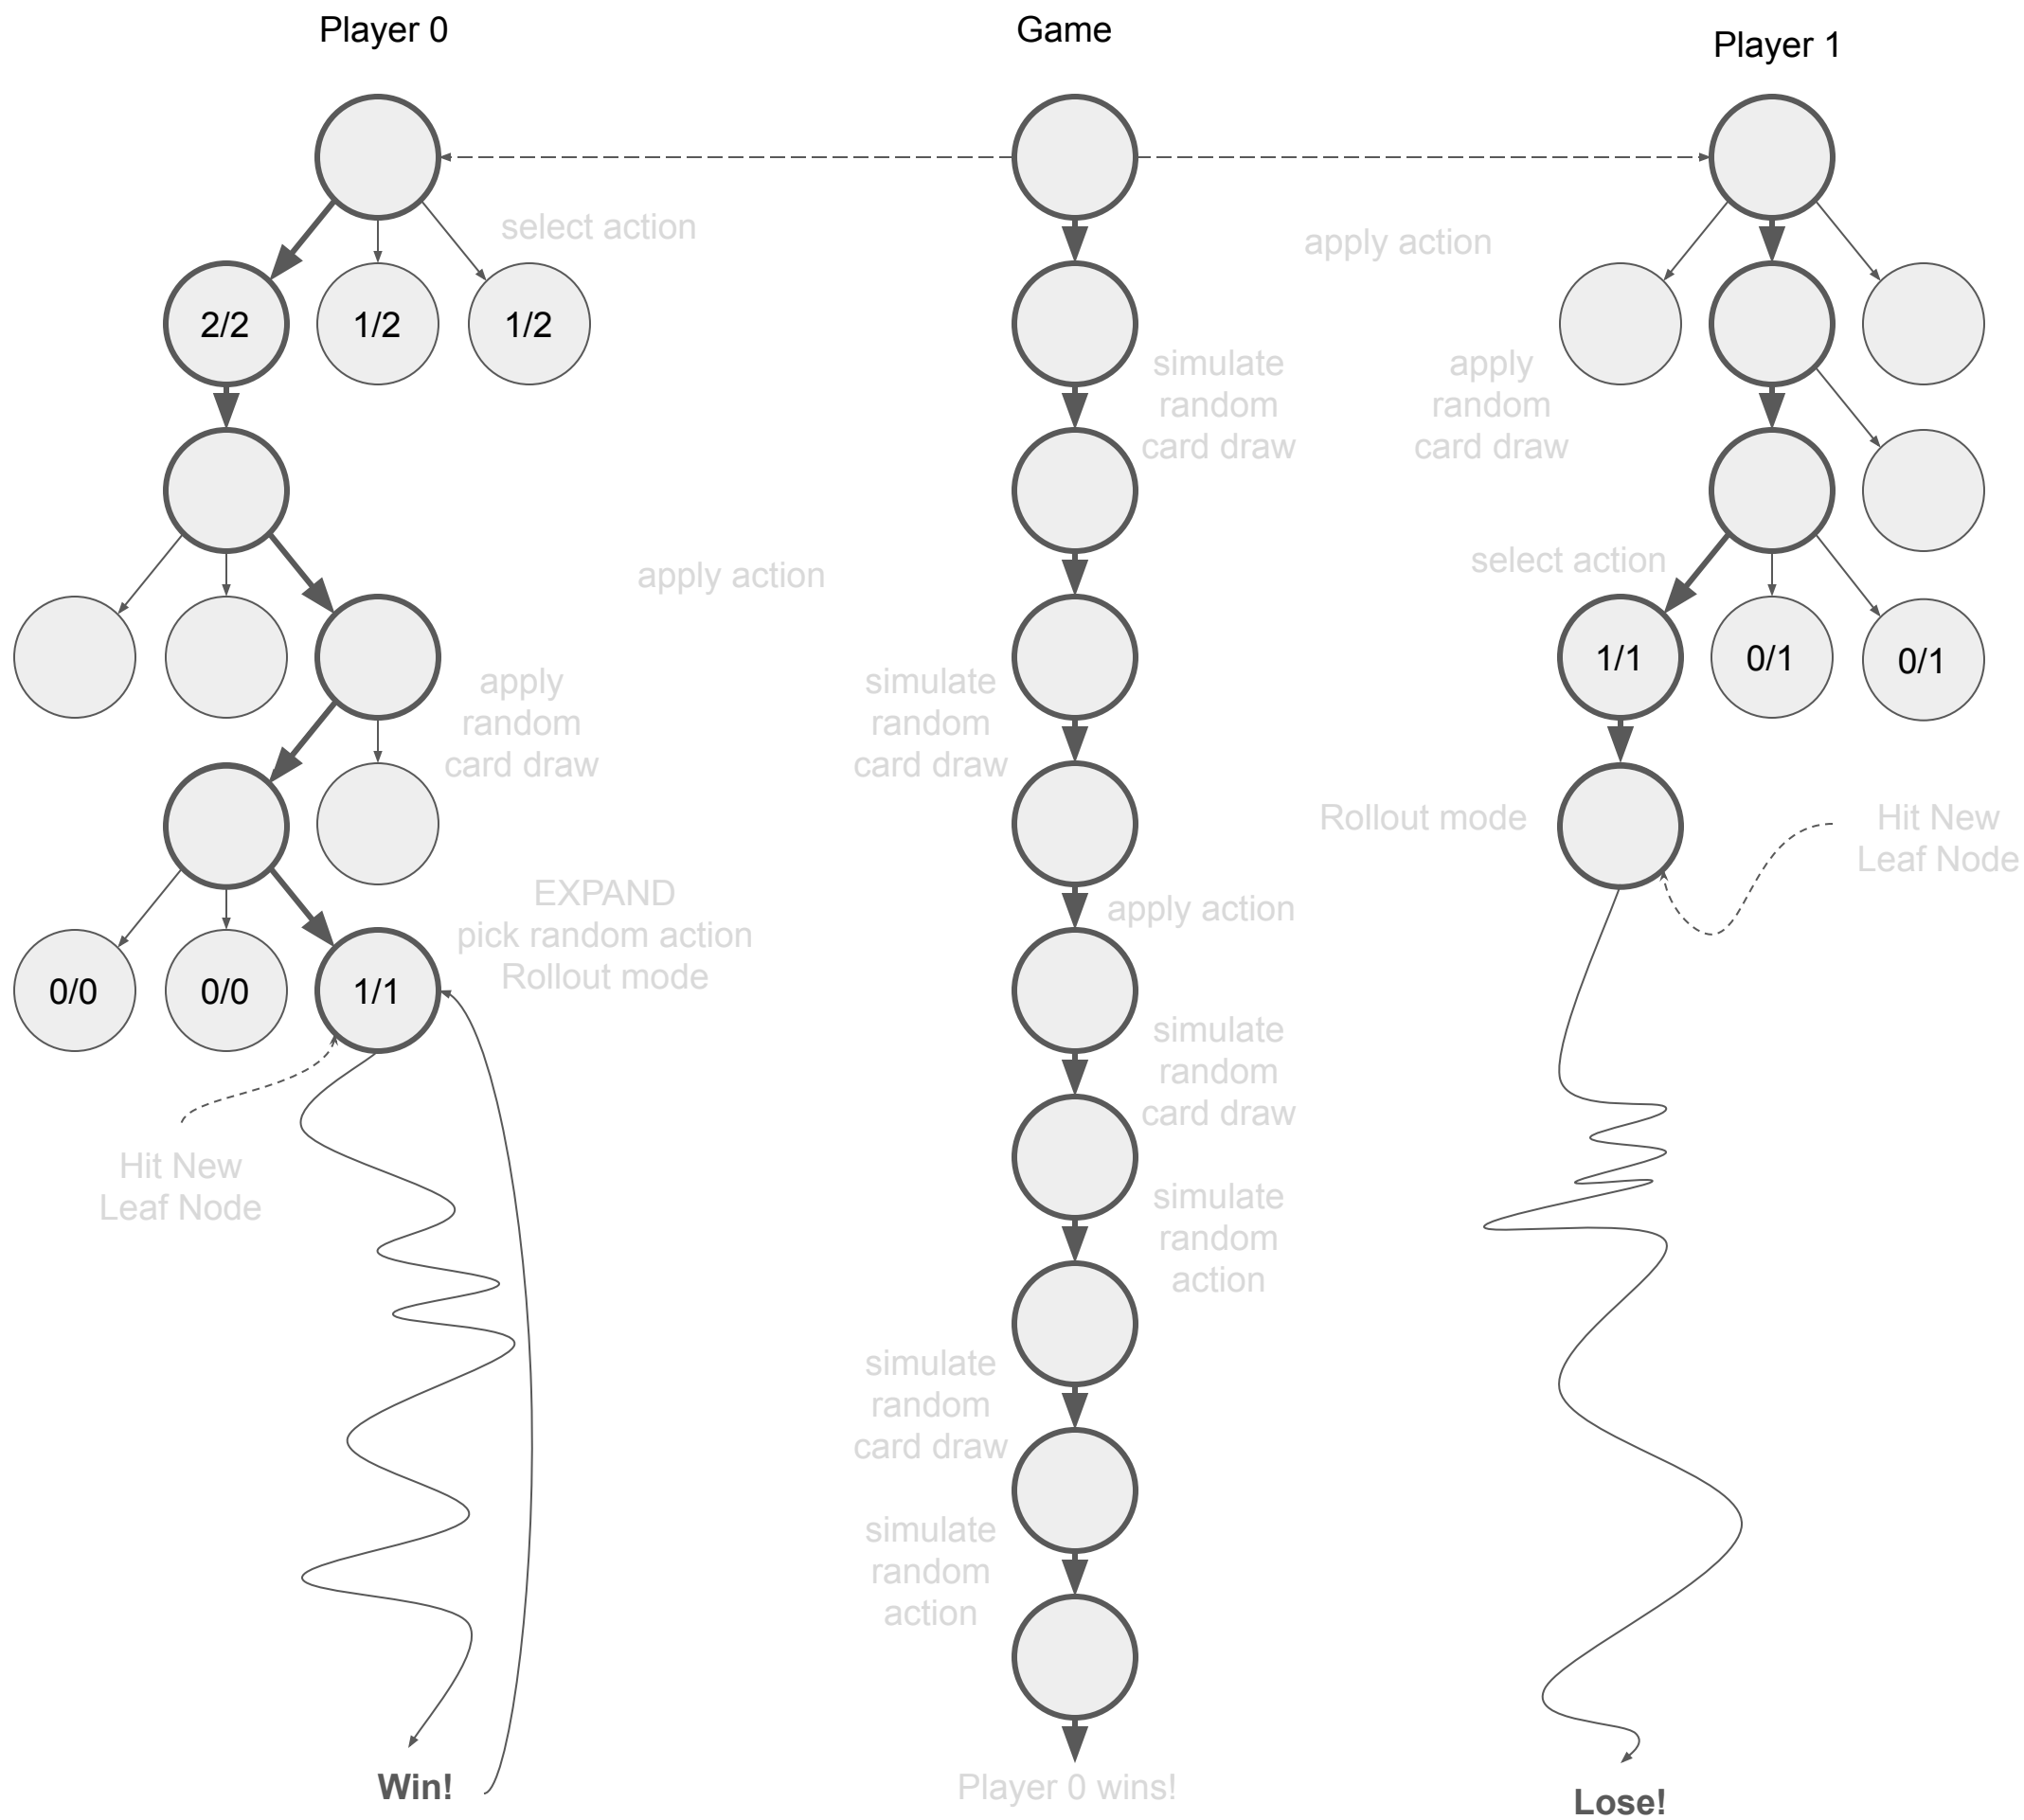 Player 0
Game
Player 1
select action
apply action
2/2
1/2
1/2
simulate
random
card draw
apply
random
card draw
select action
apply action
1/1
0/1
0/1
apply
random
card draw
simulate
random
card draw
Rollout mode
Hit New
Leaf Node
EXPAND
pick random action
Rollout mode
apply action
0/0
0/0
1/1
simulate
random
card draw
Hit New
Leaf Node
simulate
random
action
simulate
random
card draw
simulate
random
action
Win!
Player 0 wins!
Lose!